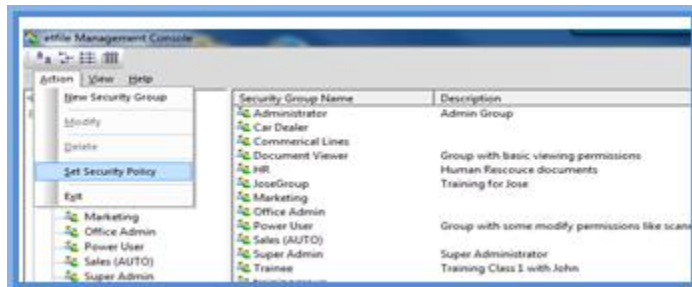 etfile Management Console
Action View Help
New Security Group
Modify
Delete
Set Security Policy
Exit
Marketing
Office Admin
Power User
Sales (AUTO)
Super Admin
Security Group Name Description
Administrator Admin Group
Car Dealer
Commerical Lines
Document Viewer Group with basic viewing permissions
HR Human Rescouce documents
JoseGroup Training for Jose
Marketing
Office Admin
Power User Group with some modify permissions like scann
Sales (AUTO)
Super Admin Super Administrator
Trainee Training Class 1 with John